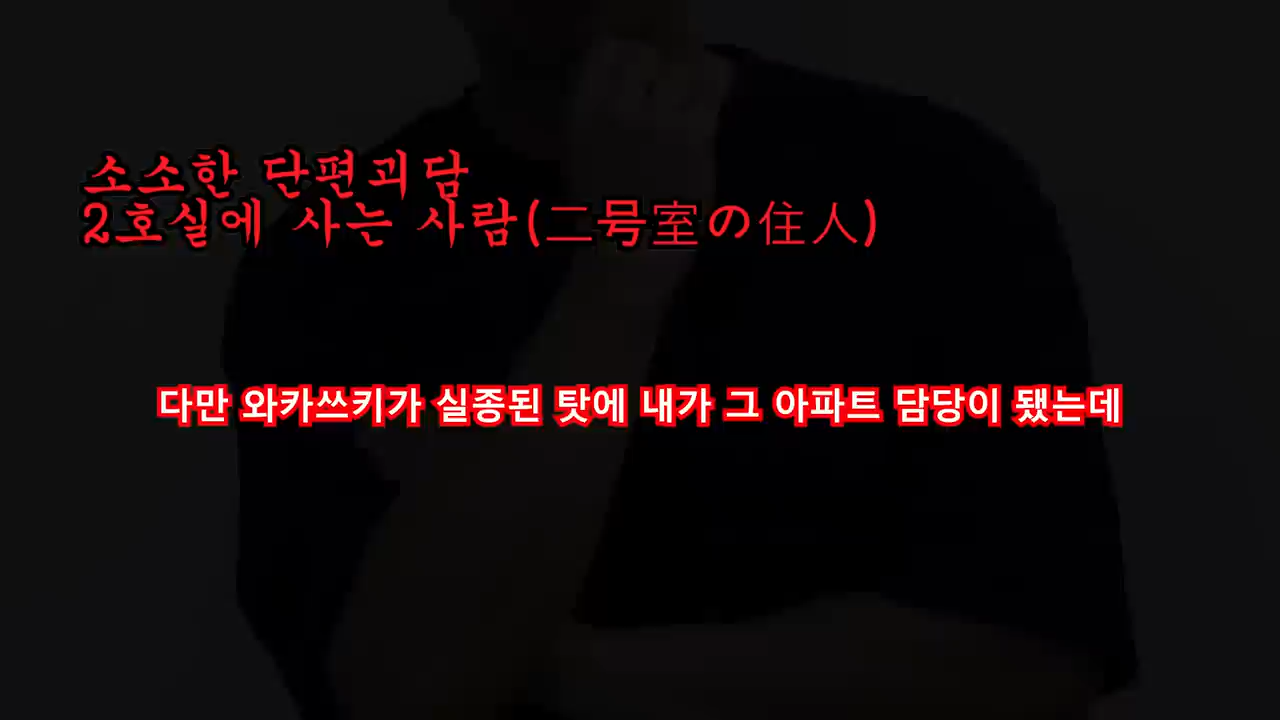 소소한 단편괴담
2호실에 사는 사람(二号室の住人)
다만 와카쓰키가 실종된 탓에 내가 그 아파트 담당이 됐는데